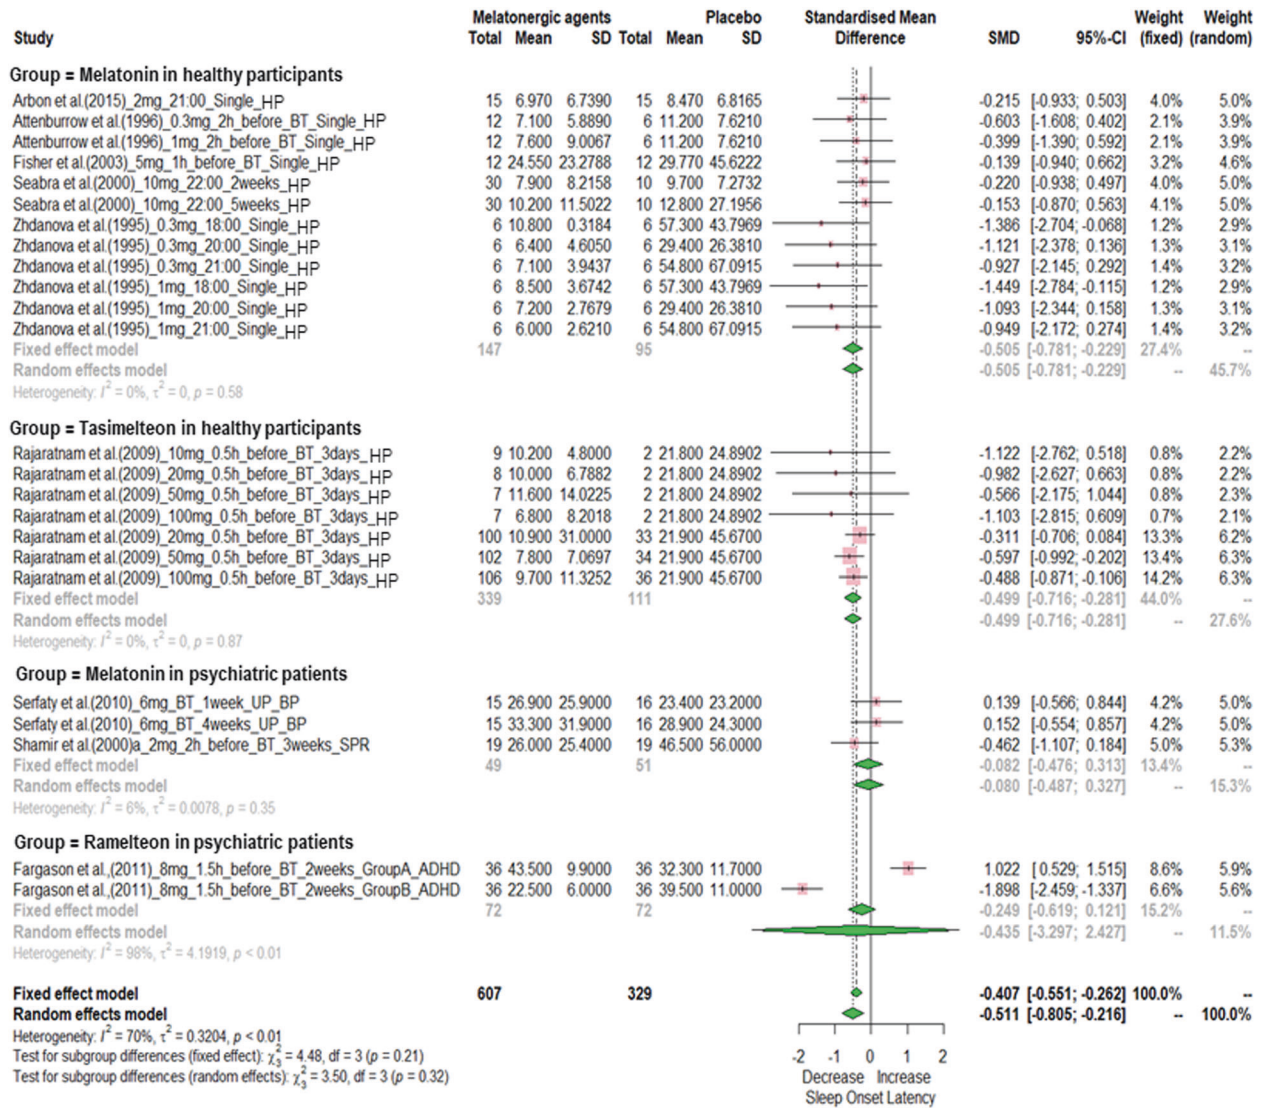 Melatonergic agents Placebo Standardised Mean Weight Weight
Study Total Mean SD Total Mean SD Difference SMD 95%-CI (fixed) (random)
Group = Melatonin in healthy participants
Arbon et al.(2015)_2mg_21:00_Single_HP 15 6.970 6.7390 15 8.470 6.8165 -0.215 [-0.933; 0.503] 4.0% 5.0%
Attenburrow et al.(1996)_0.3mg_2h_before_BT_Single_HP 12 7.100 5.8890 6 11.200 7.6210 -0.603 [-1.608; 0.402] 2.1% 3.9%
Attenburrow et al.(1996)_1mg_2h_before_BT_Single_HP 12 7.600 9.0067 6 11.200 7.6210 -0.399 [-1.390; 0.592] 2.1% 3.9%
Fisher et al.(2003)_5mg_1h_before_BT_Single_HP 12 24.550 23.2788 12 29.770 45.6222 -0.139 [-0.940; 0.662] 3.2% 4.6%
Seabra et al.(2000)_10mg_22:00_2weeks_HP 30 7.900 8.2158 10 9.700 7.2732 -0.220 [-0.938; 0.497] 4.0% 5.0%
Seabra et al.(2000)_10mg_22:00_5weeks_HP 30 10.200 11.5022 10 12.800 27.1956 -0.153 [-0.870; 0.563] 4.1% 5.0%
Zhdanova et al.(1995)_0.3mg_18:00_Single_HP 6 10.800 0.3184 6 57.300 43.7969 -1.386 [-2.704; -0.068] 1.2% 2.9%
Zhdanova et al.(1995)_0.3mg_20:00_Single_HP 6 6.400 4.6050 6 29.400 26.3810 -1.121 [-2.378; 0.136] 1.3% 3.1%
Zhdanova et al.(1995)_0.3mg_21:00_Single_HP 6 7.100 3.9437 6 54.800 67.0915 -0.927 [-2.145; 0.292] 1.4% 3.2%
Zhdanova et al.(1995)_1mg_18:00_Single_HP 6 8.500 3.6742 6 57.300 43.7969 -1.449 [-2.784; -0.115] 1.2% 2.9%
Zhdanova et al.(1995)_1mg_20:00_Single_HP 6 7.200 2.7679 6 29.400 26.3810 -1.093 [-2.344; 0.158] 1.3% 3.1%
Zhdanova et al.(1995)_1mg_21:00_Single_HP 6 6.000 2.6210 6 54.800 67.0915 -0.949 [-2.172; 0.274] 1.4% 3.2%
Fixed effect model 147 95 -0.505 [-0.781; -0.229] 27.4% --
Random effects model -0.505 [-0.781; -0.229] -- 45.7%
Heterogeneity: I² = 0%, τ² = 0, p = 0.58
Group = Tasimelteon in healthy participants
Rajaratnam et al.(2009)_10mg_0.5h_before_BT_3days_HP 9 10.200 4.8000 2 21.800 24.8902 -1.122 [-2.762; 0.518] 0.8% 2.2%
Rajaratnam et al.(2009)_20mg_0.5h_before_BT_3days_HP 8 10.000 6.7882 2 21.800 24.8902 -0.982 [-2.627; 0.663] 0.8% 2.2%
Rajaratnam et al.(2009)_50mg_0.5h_before_BT_3days_HP 7 11.600 14.0225 2 21.800 24.8902 -0.566 [-2.175; 1.044] 0.8% 2.3%
Rajaratnam et al.(2009)_100mg_0.5h_before_BT_3days_HP 7 6.800 8.2018 2 21.800 24.8902 -1.103 [-2.815; 0.609] 0.7% 2.1%
Rajaratnam et al.(2009)_20mg_0.5h_before_BT_3days_HP 100 10.900 31.0000 33 21.900 45.6700 -0.311 [-0.706; 0.084] 13.3% 6.2%
Rajaratnam et al.(2009)_50mg_0.5h_before_BT_3days_HP 102 7.800 7.0697 34 21.900 45.6700 -0.597 [-0.992; -0.202] 13.4% 6.3%
Rajaratnam et al.(2009)_100mg_0.5h_before_BT_3days_HP 106 9.700 11.3252 36 21.900 45.6700 -0.488 [-0.871; -0.106] 14.2% 6.3%
Fixed effect model 339 111 -0.499 [-0.716; -0.281] 44.0% --
Random effects model -0.499 [-0.716; -0.281] -- 27.6%
Heterogeneity: I² = 0%, τ² = 0, p = 0.87
Group = Melatonin in psychiatric patients
Serfaty et al.(2010)_6mg_BT_1week_UP_BP 15 26.900 25.9000 16 23.400 23.2000 0.139 [-0.566; 0.844] 4.2% 5.0%
Serfaty et al.(2010)_6mg_BT_4weeks_UP_BP 15 33.300 31.9000 16 28.900 24.3000 0.152 [-0.554; 0.857] 4.2% 5.0%
Shamir et al.(2000)a_2mg_2h_before_BT_3weeks_SPR 19 26.000 25.4000 19 46.500 56.0000 -0.462 [-1.107; 0.184] 5.0% 5.3%
Fixed effect model 49 51 -0.082 [-0.476; 0.313] 13.4% --
Random effects model -0.080 [-0.487; 0.327] -- 15.3%
Heterogeneity: I² = 6%, τ² = 0.0078, p = 0.35
Group = Ramelteon in psychiatric patients
Fargason et al.,(2011)_8mg_1.5h_before_BT_2weeks_GroupA_ADHD 36 43.500 9.9000 36 32.300 11.7000 1.022 [0.529; 1.515] 8.6% 5.9%
Fargason et al.,(2011)_8mg_1.5h_before_BT_2weeks_GroupB_ADHD 36 22.500 6.0000 36 39.500 11.0000 -1.898 [-2.459; -1.337] 6.6% 5.6%
Fixed effect model 72 72 -0.249 [-0.619; 0.121] 15.2% --
Random effects model -0.435 [-3.297; 2.427] -- 11.5%
Heterogeneity: I² = 98%, τ² = 4.1919, p < 0.01
Fixed effect model 607 329 -0.407 [-0.551; -0.262] 100.0% --
Random effects model -0.511 [-0.805; -0.216] -- 100.0%
Heterogeneity: I² = 70%, τ² = 0.3204, p < 0.01
Test for subgroup differences (fixed effect): χ²₃ = 4.48, df = 3 (p = 0.21)
Test for subgroup differences (random effects): χ²₃ = 3.50, df = 3 (p = 0.32)
-2 -1 0 1 2
Decrease Increase
Sleep Onset Latency